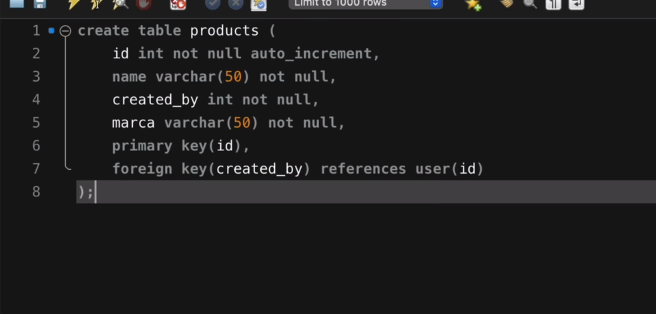 Limit to 1000 rows
1 create table products (
2 id int not null auto_increment,
3 name varchar(50) not null,
4 created_by int not null,
5 marca varchar(50) not null,
6 primary key(id),
7 foreign key(created_by) references user(id)
8 );